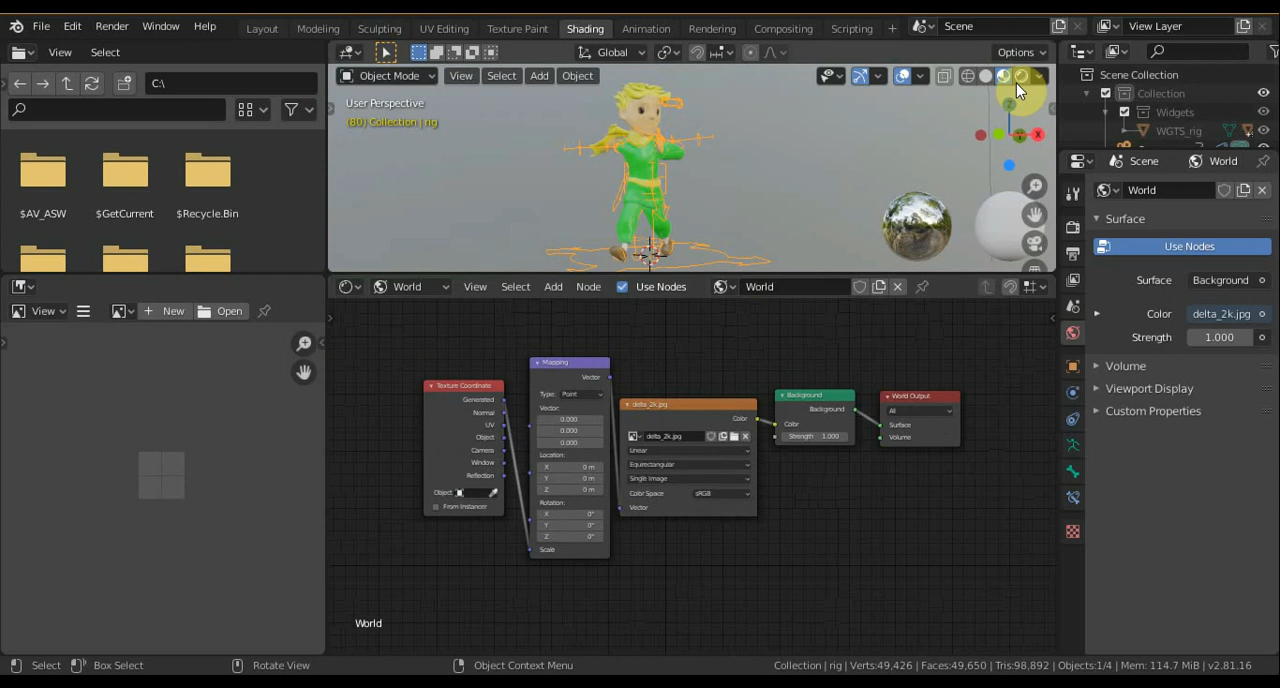 File Edit Render Window Help Layout Modeling Sculpting UV Editing Texture Paint Shading Animation Rendering Compositing Scripting + Scene View Layer
View Select
Global Options
C:\
Object Mode View Select Add Object
User Perspective
(80) Collection | rig
Scene Collection
Collection
Widgets
WGTS_rig
Z
X
$AV_ASW $GetCurrent $Recycle.Bin
Scene World
World
Surface
Use Nodes
Surface Background
Color delta_2k.jpg
Strength 1.000
Volume
Viewport Display
Custom Properties
World View Select Add Node Use Nodes World
View New Open
Texture Coordinate
Generated
Normal
UV
Object
Camera
Window
Reflection
Object
From Instancer
Mapping
Vector
Type: Point
Vector:
0.000
0.000
0.000
Location:
X 0 m
Y 0 m
Z 0 m
Rotation:
X 0°
Y 0°
Z 0°
Scale
delta_2k.jpg
Color
delta_2k.jpg
Linear
Equirectangular
Single Image
Color Space sRGB
Vector
Background
Background
Color
Strength 1.000
World Output
All
Surface
Volume
World
Select Box Select Rotate View Object Context Menu Collection | rig | Verts:49,426 | Faces:49,650 | Tris:98,892 | Objects:1/4 | Mem: 114.7 MiB | v2.81.16